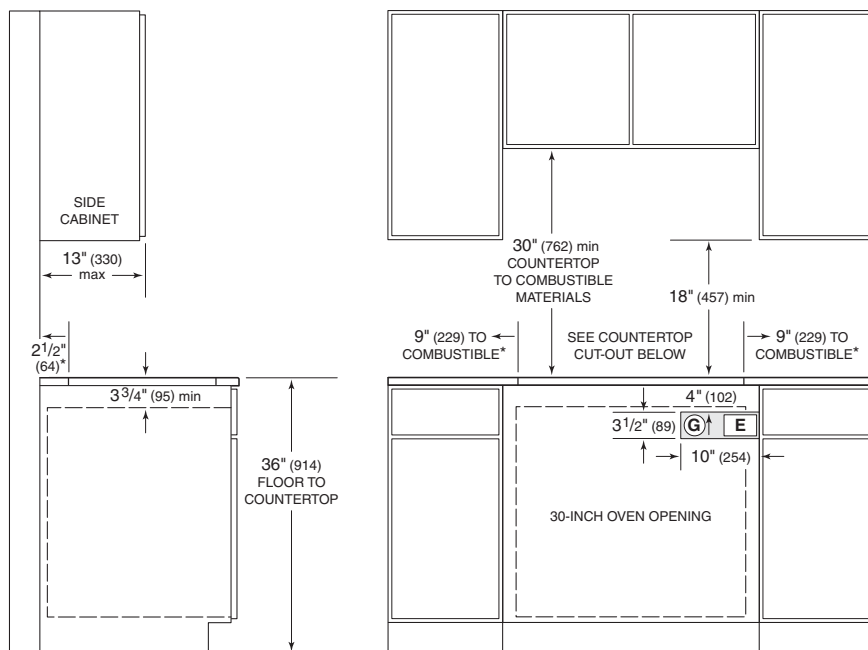 SIDE
CABINET
13" (330)
max
30" (762) min
COUNTERTOP
TO COMBUSTIBLE
MATERIALS
18" (457) min
2 1/2"
(64)*
9" (229) TO
COMBUSTIBLE*
SEE COUNTERTOP
CUT-OUT BELOW
9" (229) TO
COMBUSTIBLE*
3 3/4" (95) min
4" (102)
3 1/2" (89)
G
E
10" (254)
36" (914)
FLOOR TO
COUNTERTOP
30-INCH OVEN OPENING